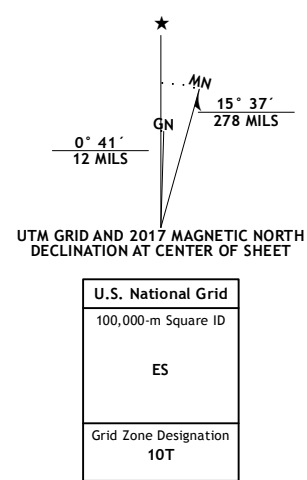 ★
MN
GN
15° 37´
278 MILS
0° 41´
12 MILS
UTM GRID AND 2017 MAGNETIC NORTH
DECLINATION AT CENTER OF SHEET
U.S. National Grid
100,000-m Square ID
ES
Grid Zone Designation
10T